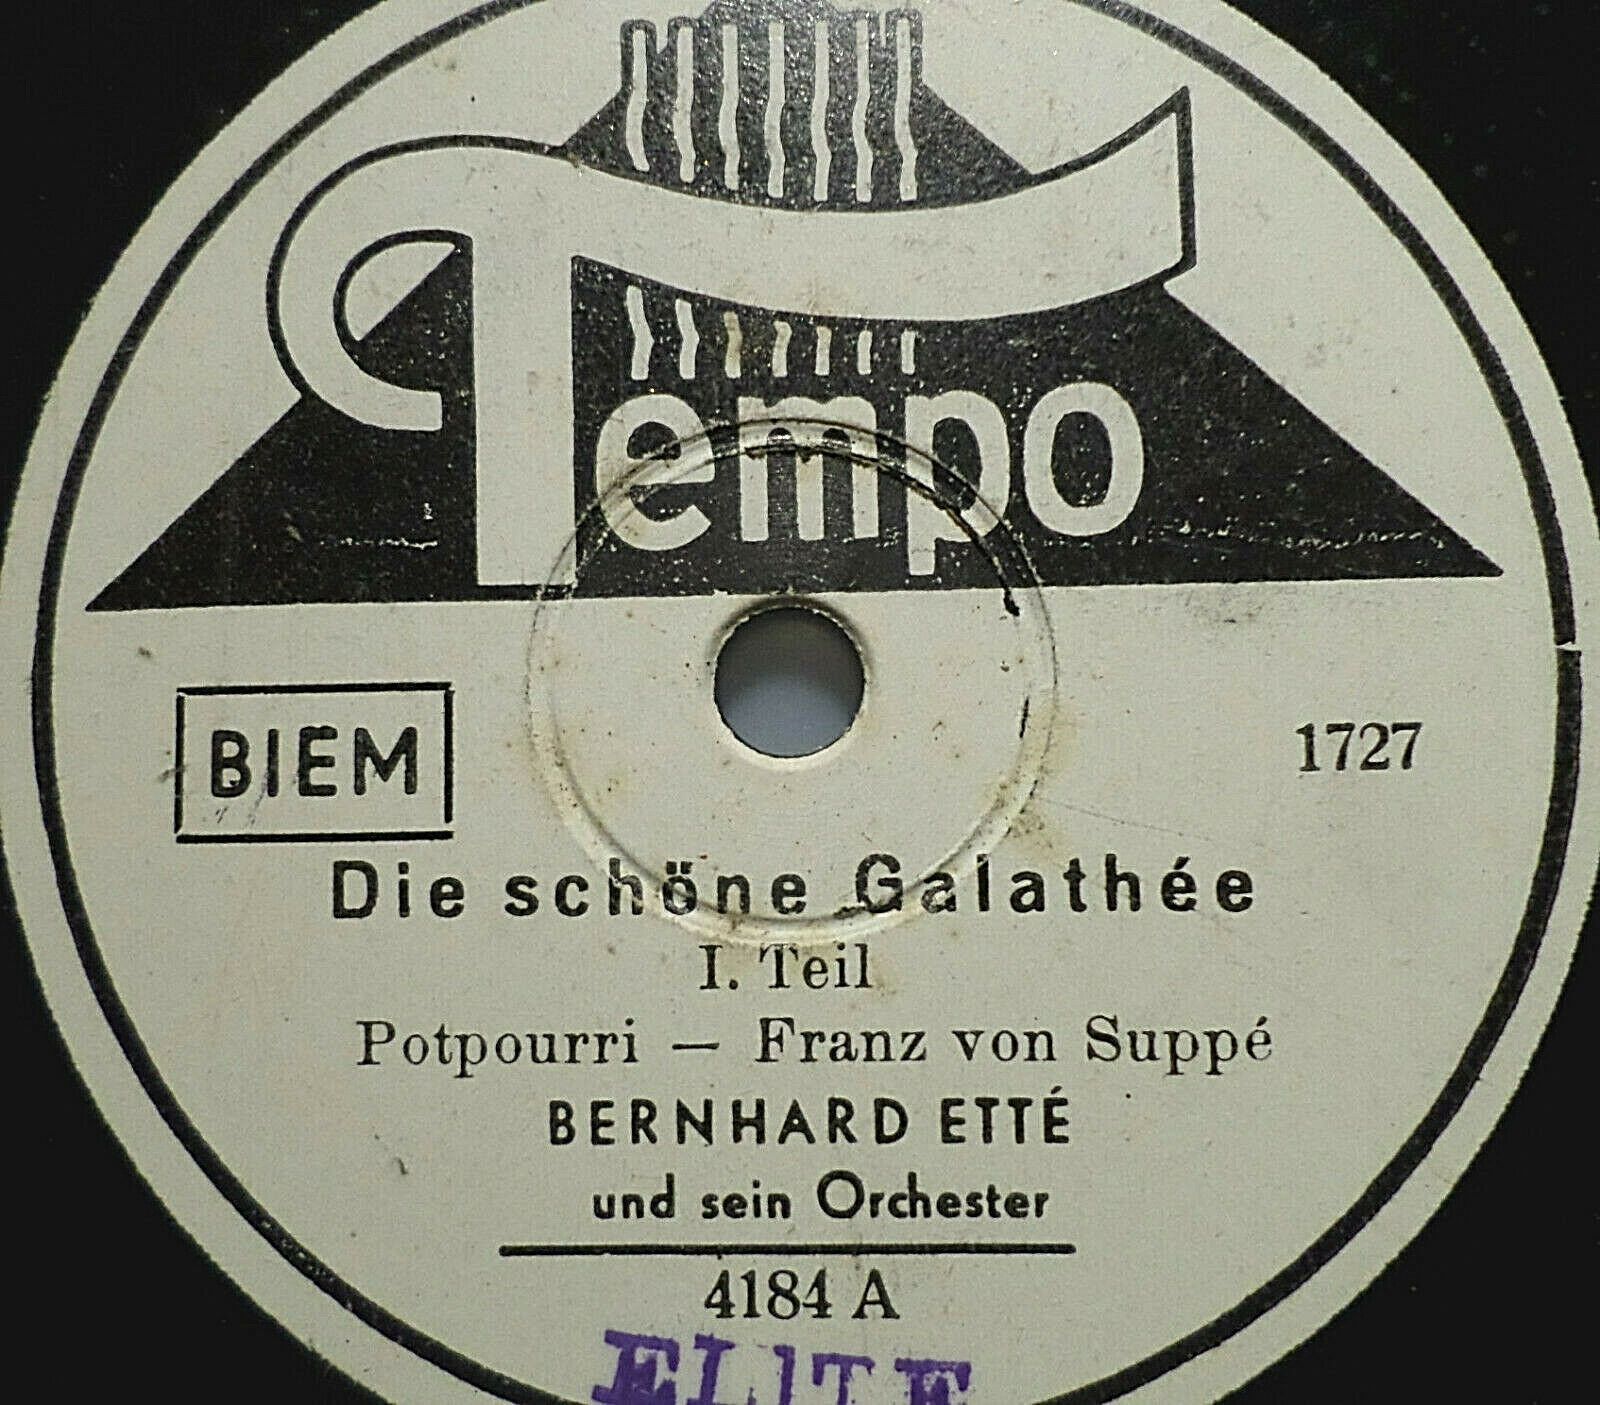 Tempo
BIEM
1727
Die schöne Galathée
I. Teil
Potpourri — Franz von Suppé
BERNHARD ETTÉ
und sein Orchester
4184 A
ELITE